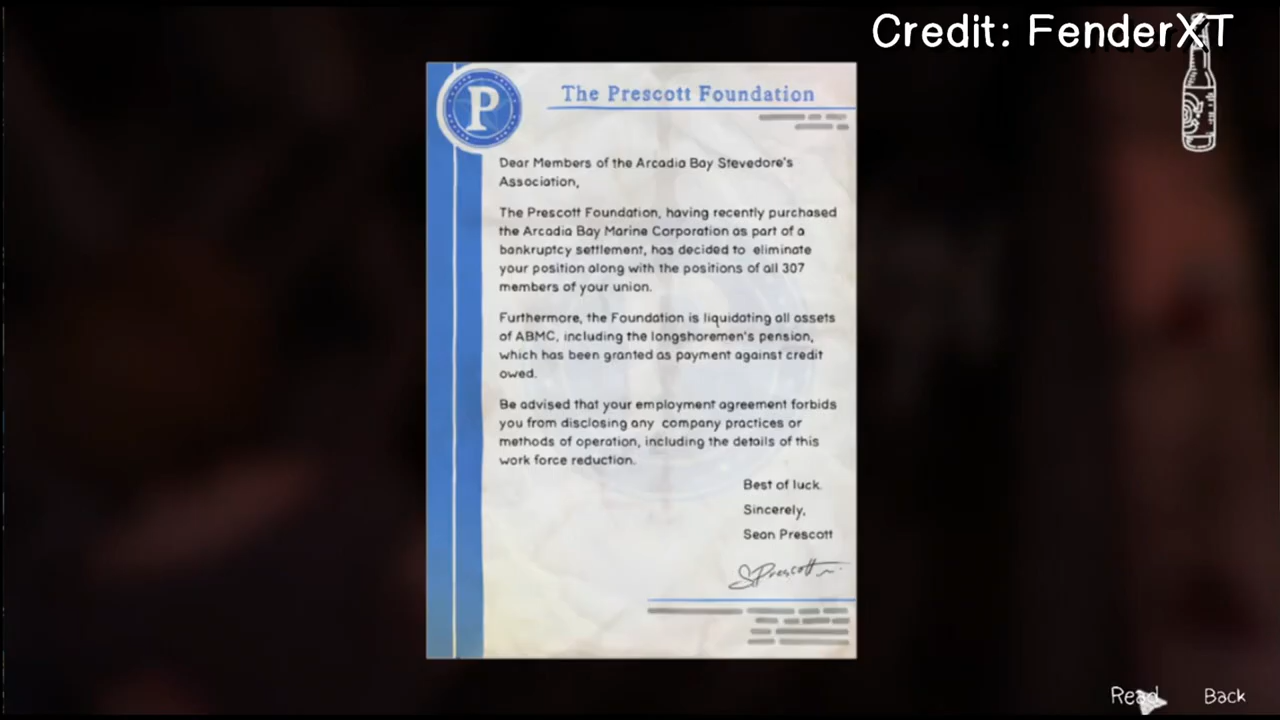 Credit: FenderXT
P
The Prescott Foundation
Dear Members of the Arcadia Bay Stevedore's
Association,
The Prescott Foundation, having recently purchased
the Arcadia Bay Marine Corporation as part of a
bankruptcy settlement, has decided to eliminate
your position along with the positions of all 307
members of your union.
Furthermore, the Foundation is liquidating all assets
of ABMC, including the longshoremen's pension,
which has been granted as payment against credit
owed.
Be advised that your employment agreement forbids
you from disclosing any company practices or
methods of operation, including the details of this
work force reduction.
Best of luck.
Sincerely,
Sean Prescott
SPrescott
Read Back